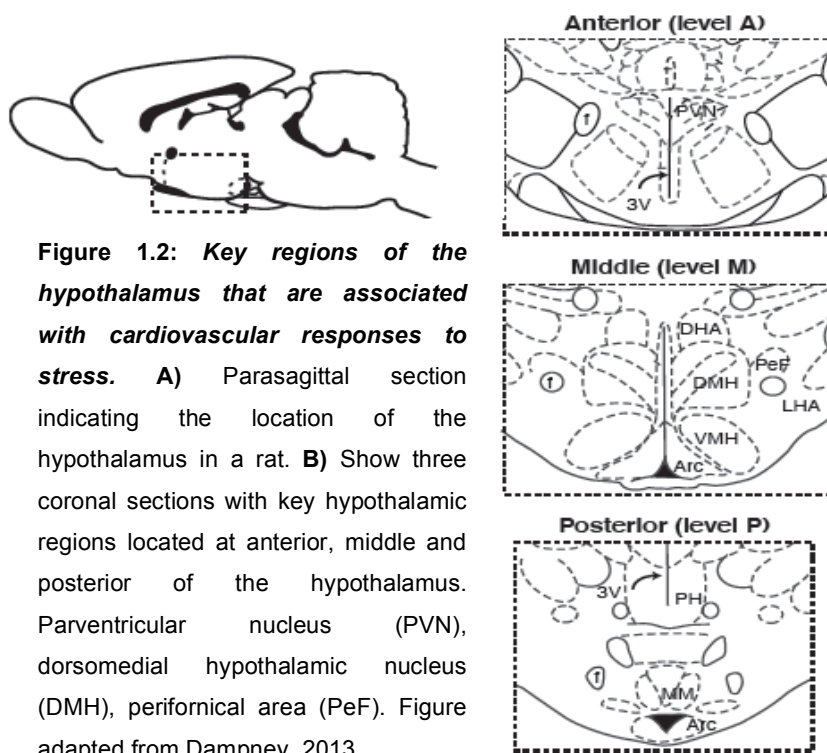 Figure 1.2: Key regions of the
hypothalamus that are associated
with cardiovascular responses to
stress. A) Parasagittal section
indicating the location of the
hypothalamus in a rat. B) Show three
coronal sections with key hypothalamic
regions located at anterior, middle and
posterior of the hypothalamus.
Parventricular nucleus (PVN),
dorsomedial hypothalamic nucleus
(DMH), perifornical area (PeF). Figure
adapted from Dampney, 2013
Anterior (level A)
PVN
f
3V
Middle (level M)
DHA
PeF
f
DMH
LHA
VMH
Arc
Posterior (level P)
3V
PH
f
MM
Arc